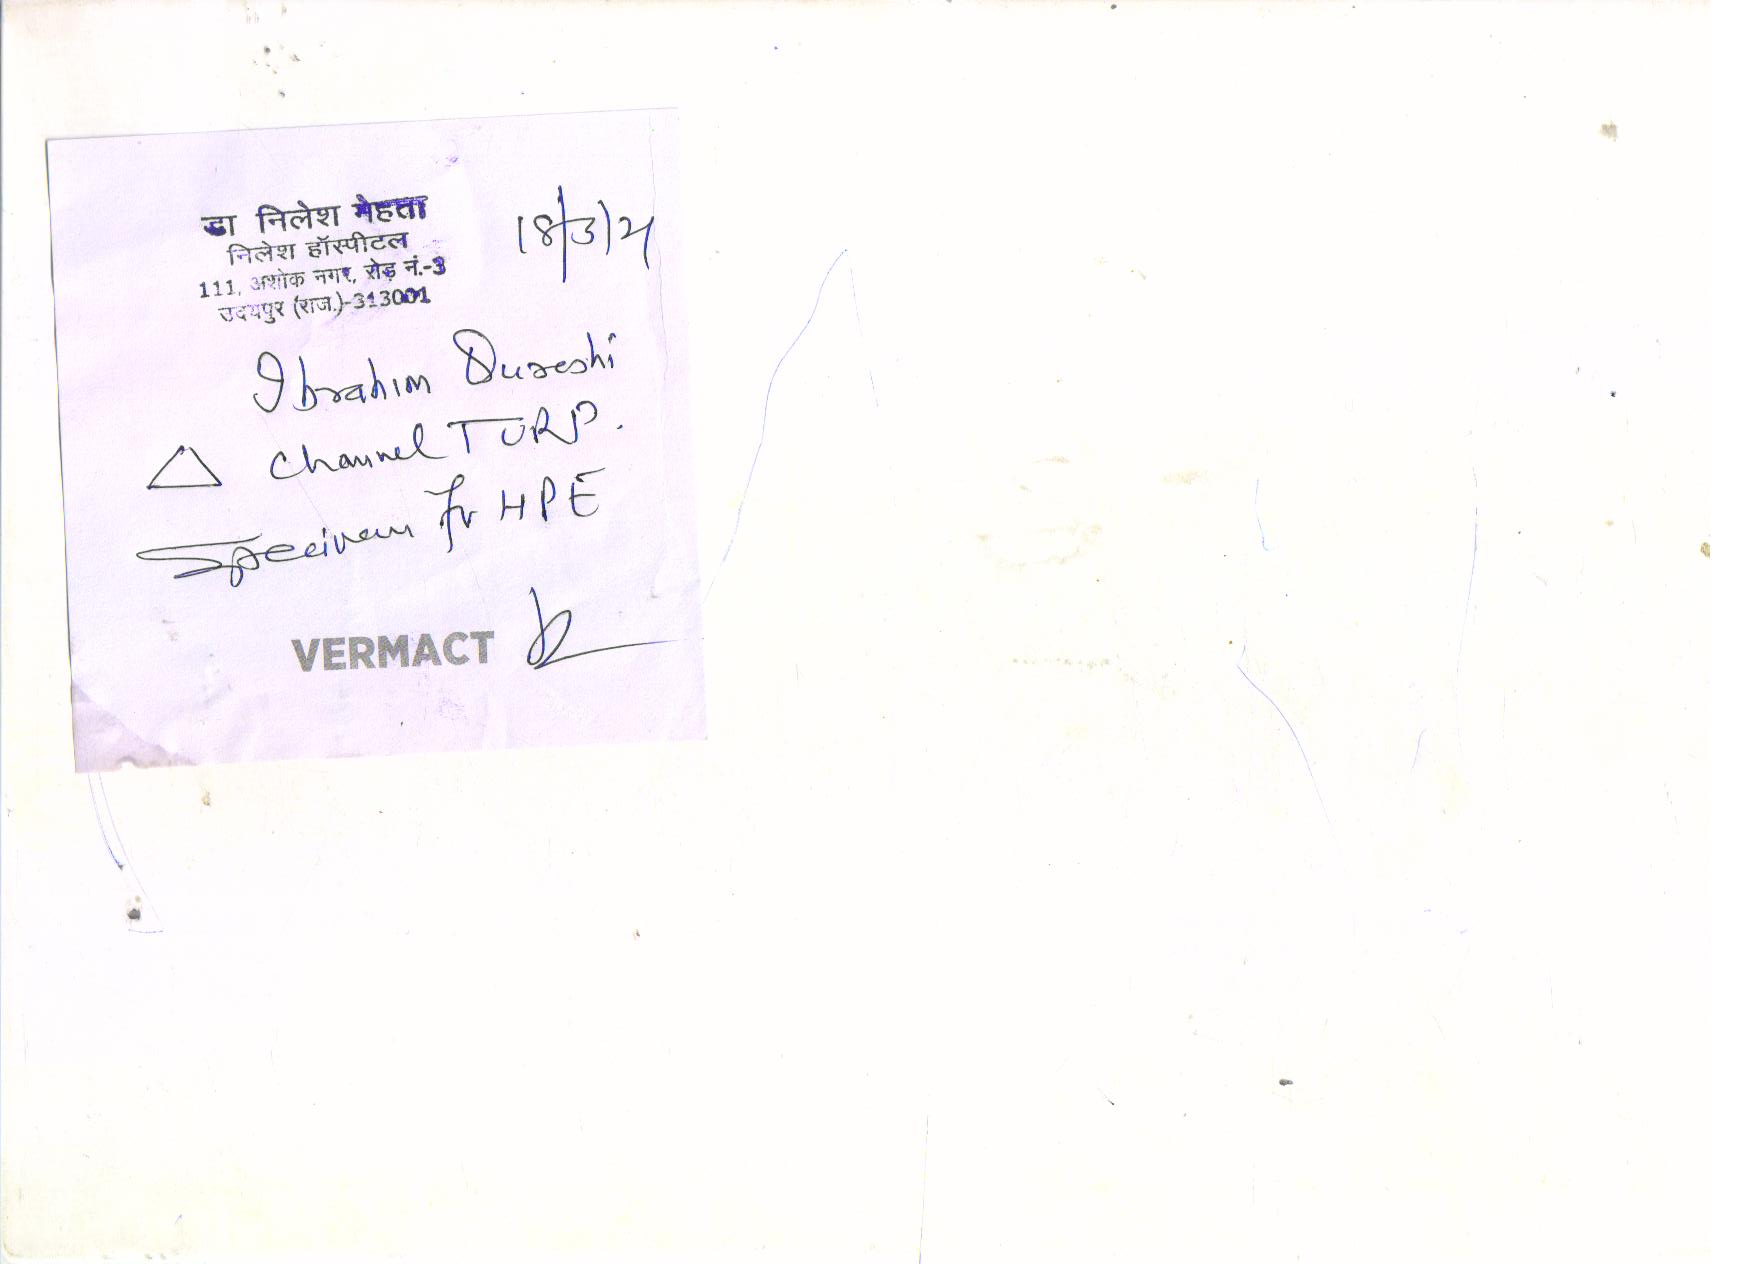 डा निलेश मेहता
निलेश हॉस्पीटल
111, अशोक नगर, रोड़ नं.-3
उदयपुर (राज.)-313001
18/3/21
Ibrahim Qureshi
△ Channel TURP.
Specimen for HPE
VERMACT